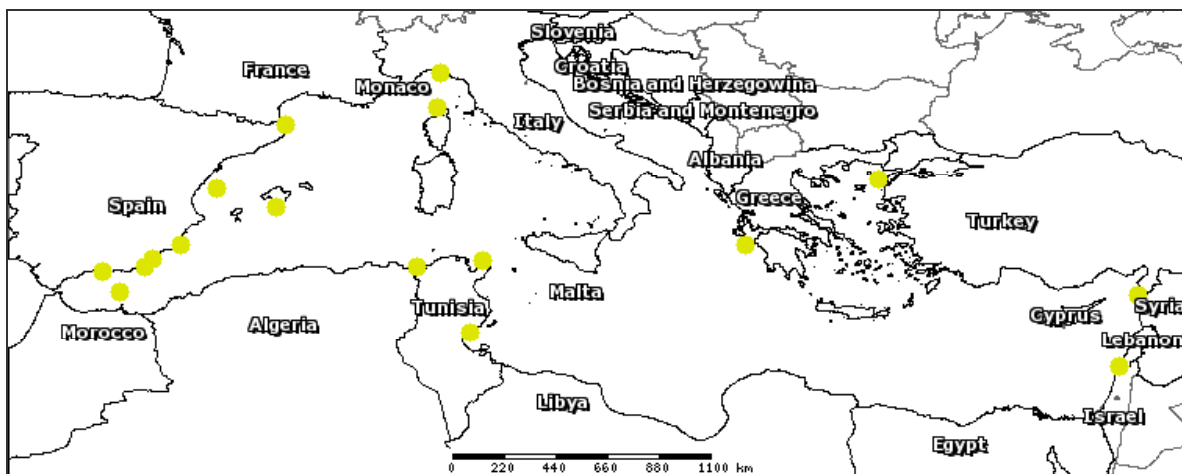 Slovenia
Croatia
France
Monaco
Bosnia and Herzegowina
Serbia and Montenegro
Italy
Albania
Spain
Greece
Turkey
Malta
Tunisia
Cyprus
Syria
Morocco
Algeria
Lebanon
Libya
Israel
Egypt
0 220 440 660 880 1100 km